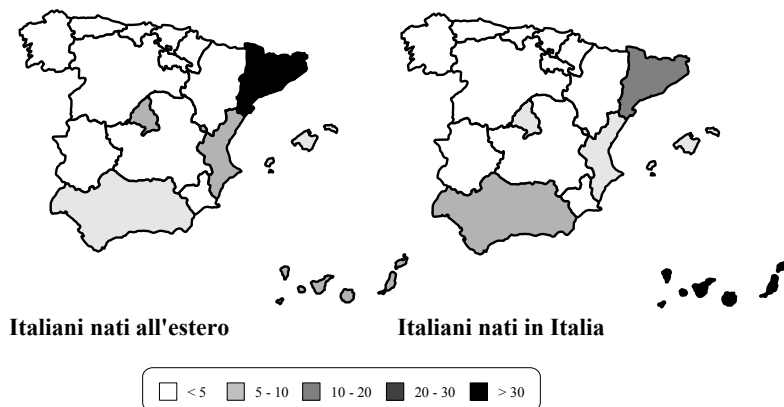 Italiani nati all'estero
Italiani nati in Italia
< 5 5 - 10 10 - 20 20 - 30 > 30